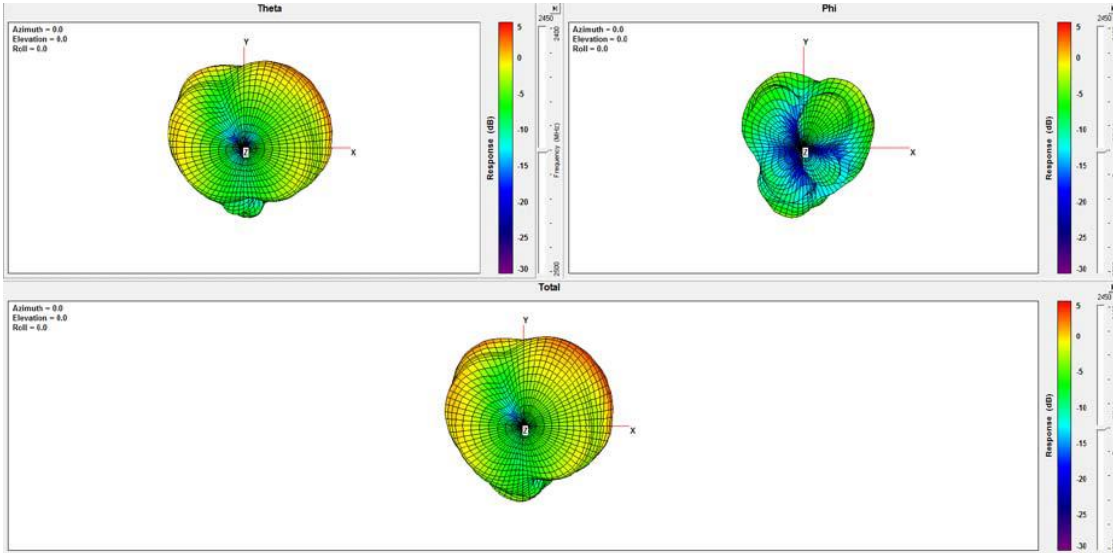 Theta
Azimuth = 0.0
Elevation = 0.0
Roll = 0.0
Y
X
Z
5
0
-5
-10
-15
-20
-25
-30
Response (dB)
2450
2400
Frequency (MHz)
2500
Phi
Azimuth = 0.0
Elevation = 0.0
Roll = 0.0
Y
X
Z
5
0
-5
-10
-15
-20
-25
-30
Response (dB)
2450
Total
Azimuth = 0.0
Elevation = 0.0
Roll = 0.0
Y
X
Z
5
0
-5
-10
-15
-20
-25
-30
Response (dB)
2450